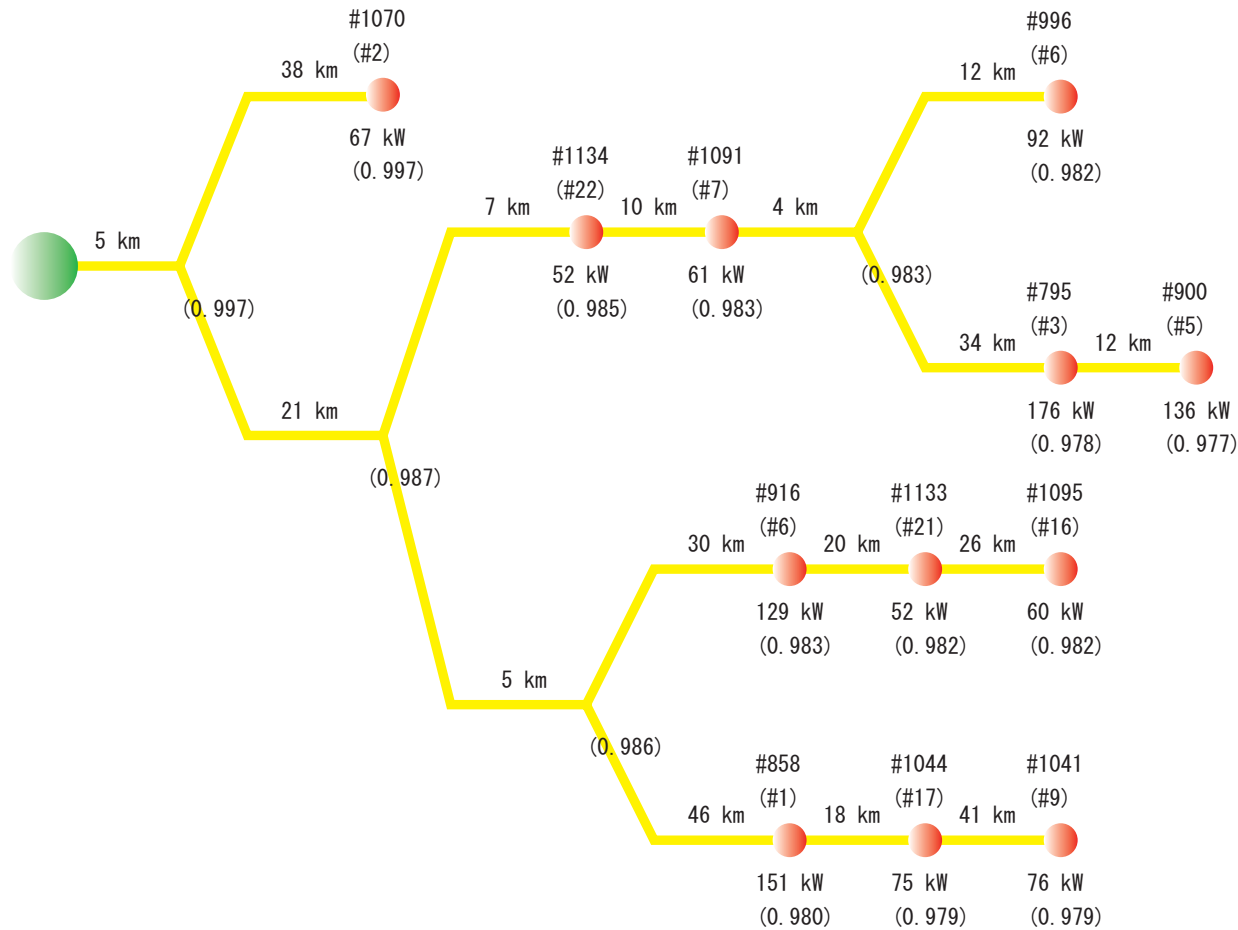 #1070
(#2)
38 km
67 kW
(0.997)
5 km
(0.997)
21 km
(0.987)
7 km
#1134
(#22)
52 kW
(0.985)
10 km
#1091
(#7)
61 kW
(0.983)
4 km
(0.983)
12 km
#996
(#6)
92 kW
(0.982)
34 km
#795
(#3)
176 kW
(0.978)
12 km
#900
(#5)
136 kW
(0.977)
5 km
(0.986)
30 km
#916
(#6)
129 kW
(0.983)
20 km
#1133
(#21)
52 kW
(0.982)
26 km
#1095
(#16)
60 kW
(0.982)
46 km
#858
(#1)
151 kW
(0.980)
18 km
#1044
(#17)
75 kW
(0.979)
41 km
#1041
(#9)
76 kW
(0.979)